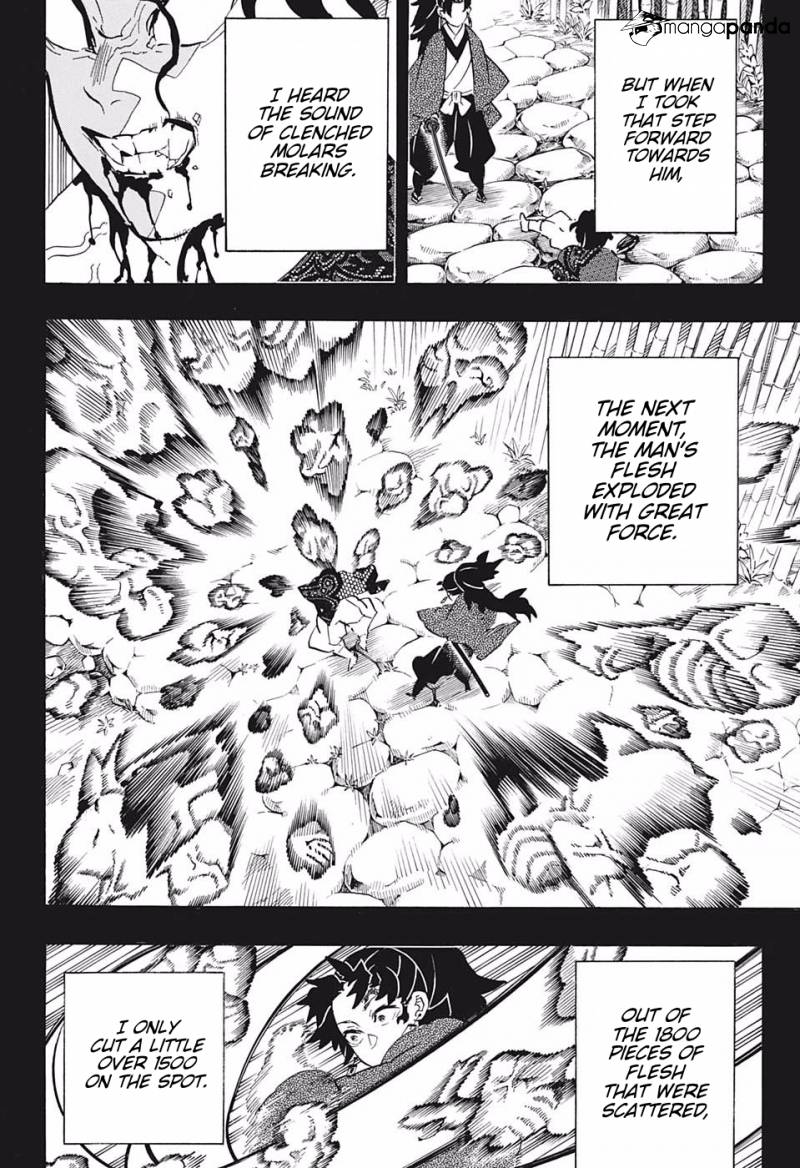 mangapanda
BUT WHEN
I TOOK
THAT STEP
FORWARD
TOWARDS
HIM,
I HEARD
THE SOUND
OF CLENCHED
MOLARS
BREAKING.
THE NEXT
MOMENT,
THE MAN'S
FLESH
EXPLODED
WITH GREAT
FORCE.
OUT OF
THE 1800
PIECES OF
FLESH
THAT WERE
SCATTERED,
I ONLY
CUT A LITTLE
OVER 1500
ON THE SPOT.